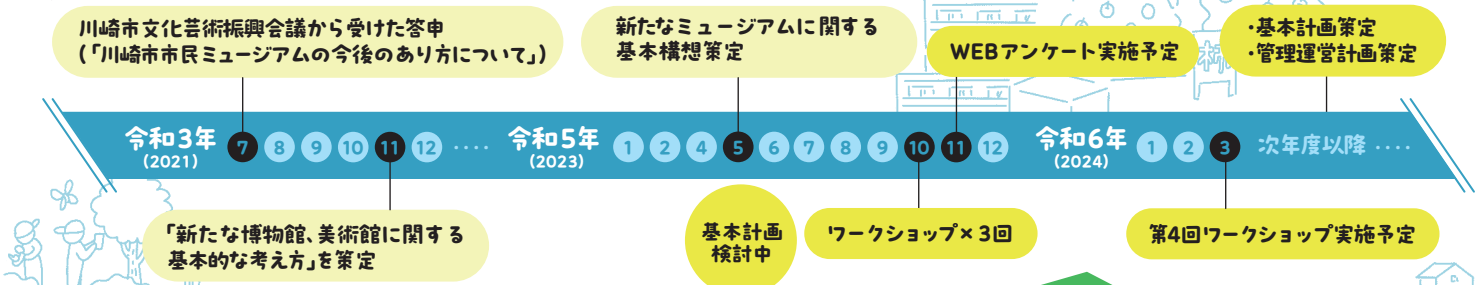 川崎市文化芸術振興会議から受けた答申
(「川崎市市民ミュージアムの今後のあり方について」)
新たなミュージアムに関する
基本構想策定
WEBアンケート実施予定
・基本計画策定
・管理運営計画策定
令和3年
(2021)
7 8 9 10 11 12 ····
令和5年
(2023)
1 2 4 5 6 7 8 9 10 11 12
令和6年
(2024)
1 2 3 次年度以降 ····
「新たな博物館、美術館に関する
基本的な考え方」を策定
基本計画
検討中
ワークショップ×3回
第4回ワークショップ実施予定